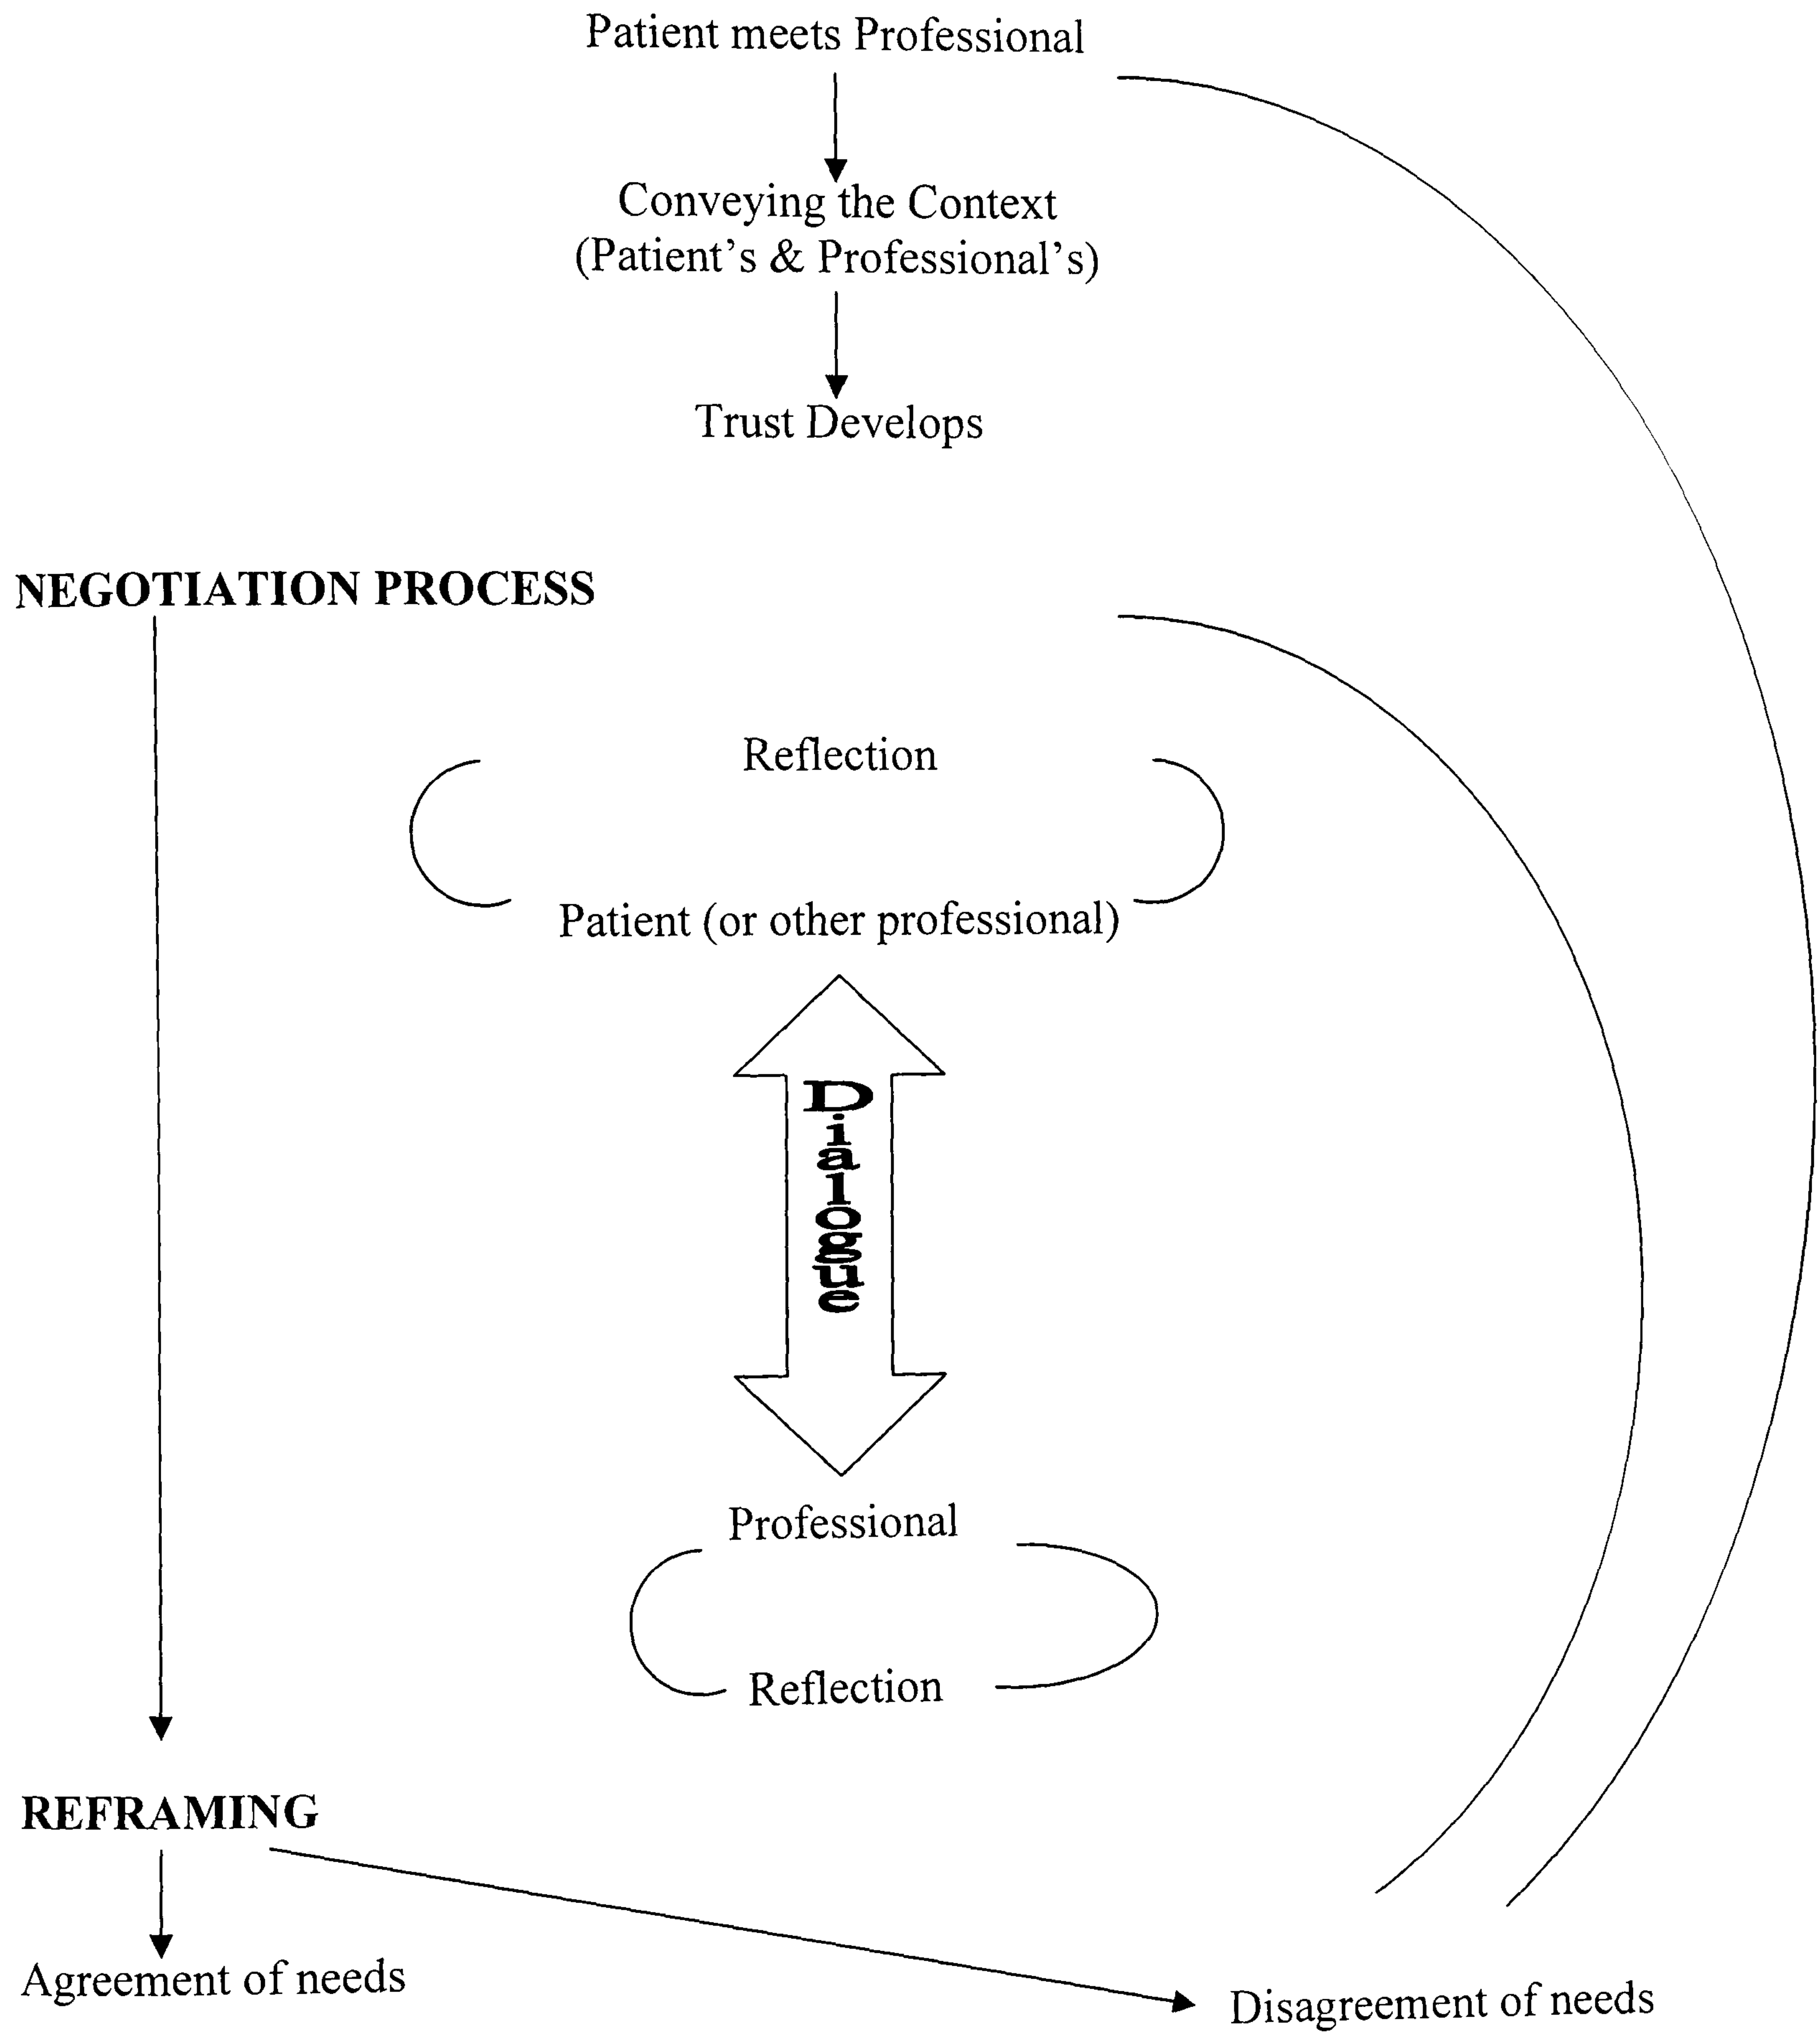 Patient meets Professional
Conveying the Context
(Patient's & Professional's)
Trust Develops
NEGOTIATION PROCESS
Reflection
Patient (or other professional)
Dialogue
Professional
Reflection
REFRAMING
Agreement of needs
Disagreement of needs